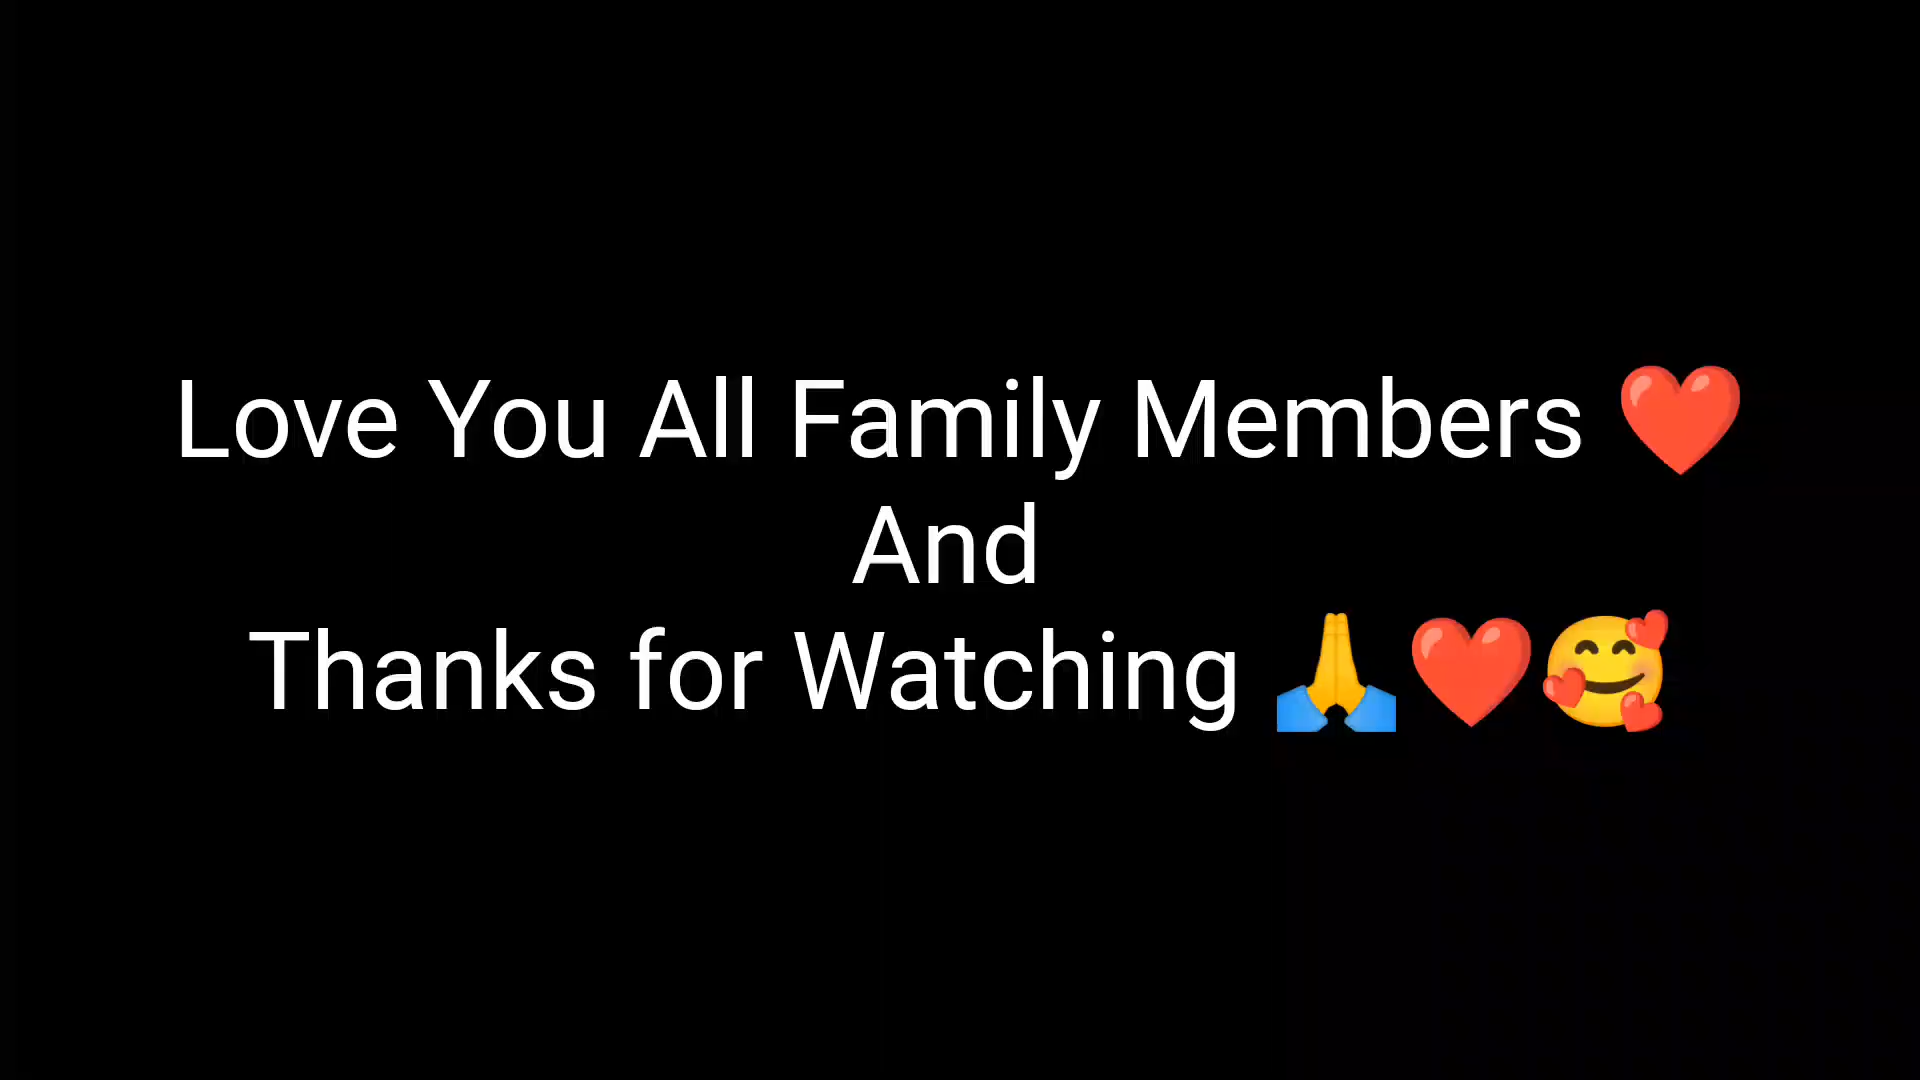 Love You All Family Members ❤️
And
Thanks for Watching 🙏❤️🥰